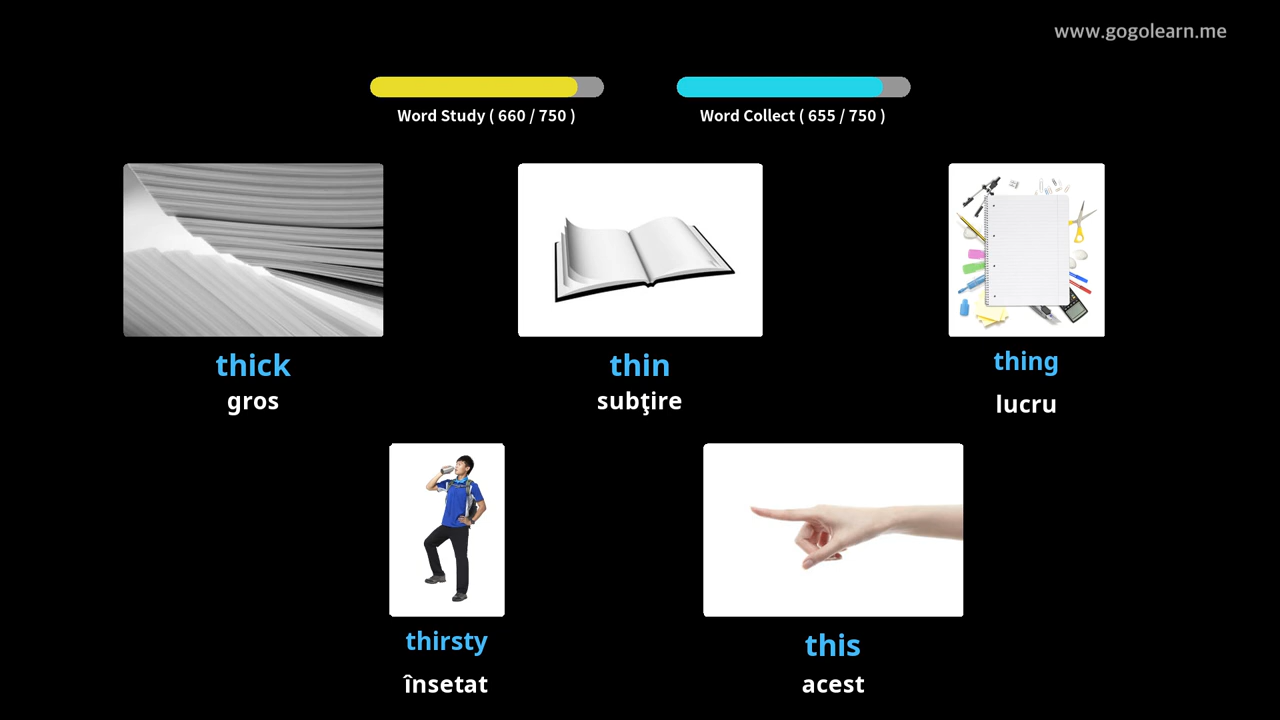 www.gogolearn.me
Word Study ( 660 / 750 )
Word Collect ( 655 / 750 )
thick
gros
thin
subţire
thing
lucru
thirsty
însetat
this
acest